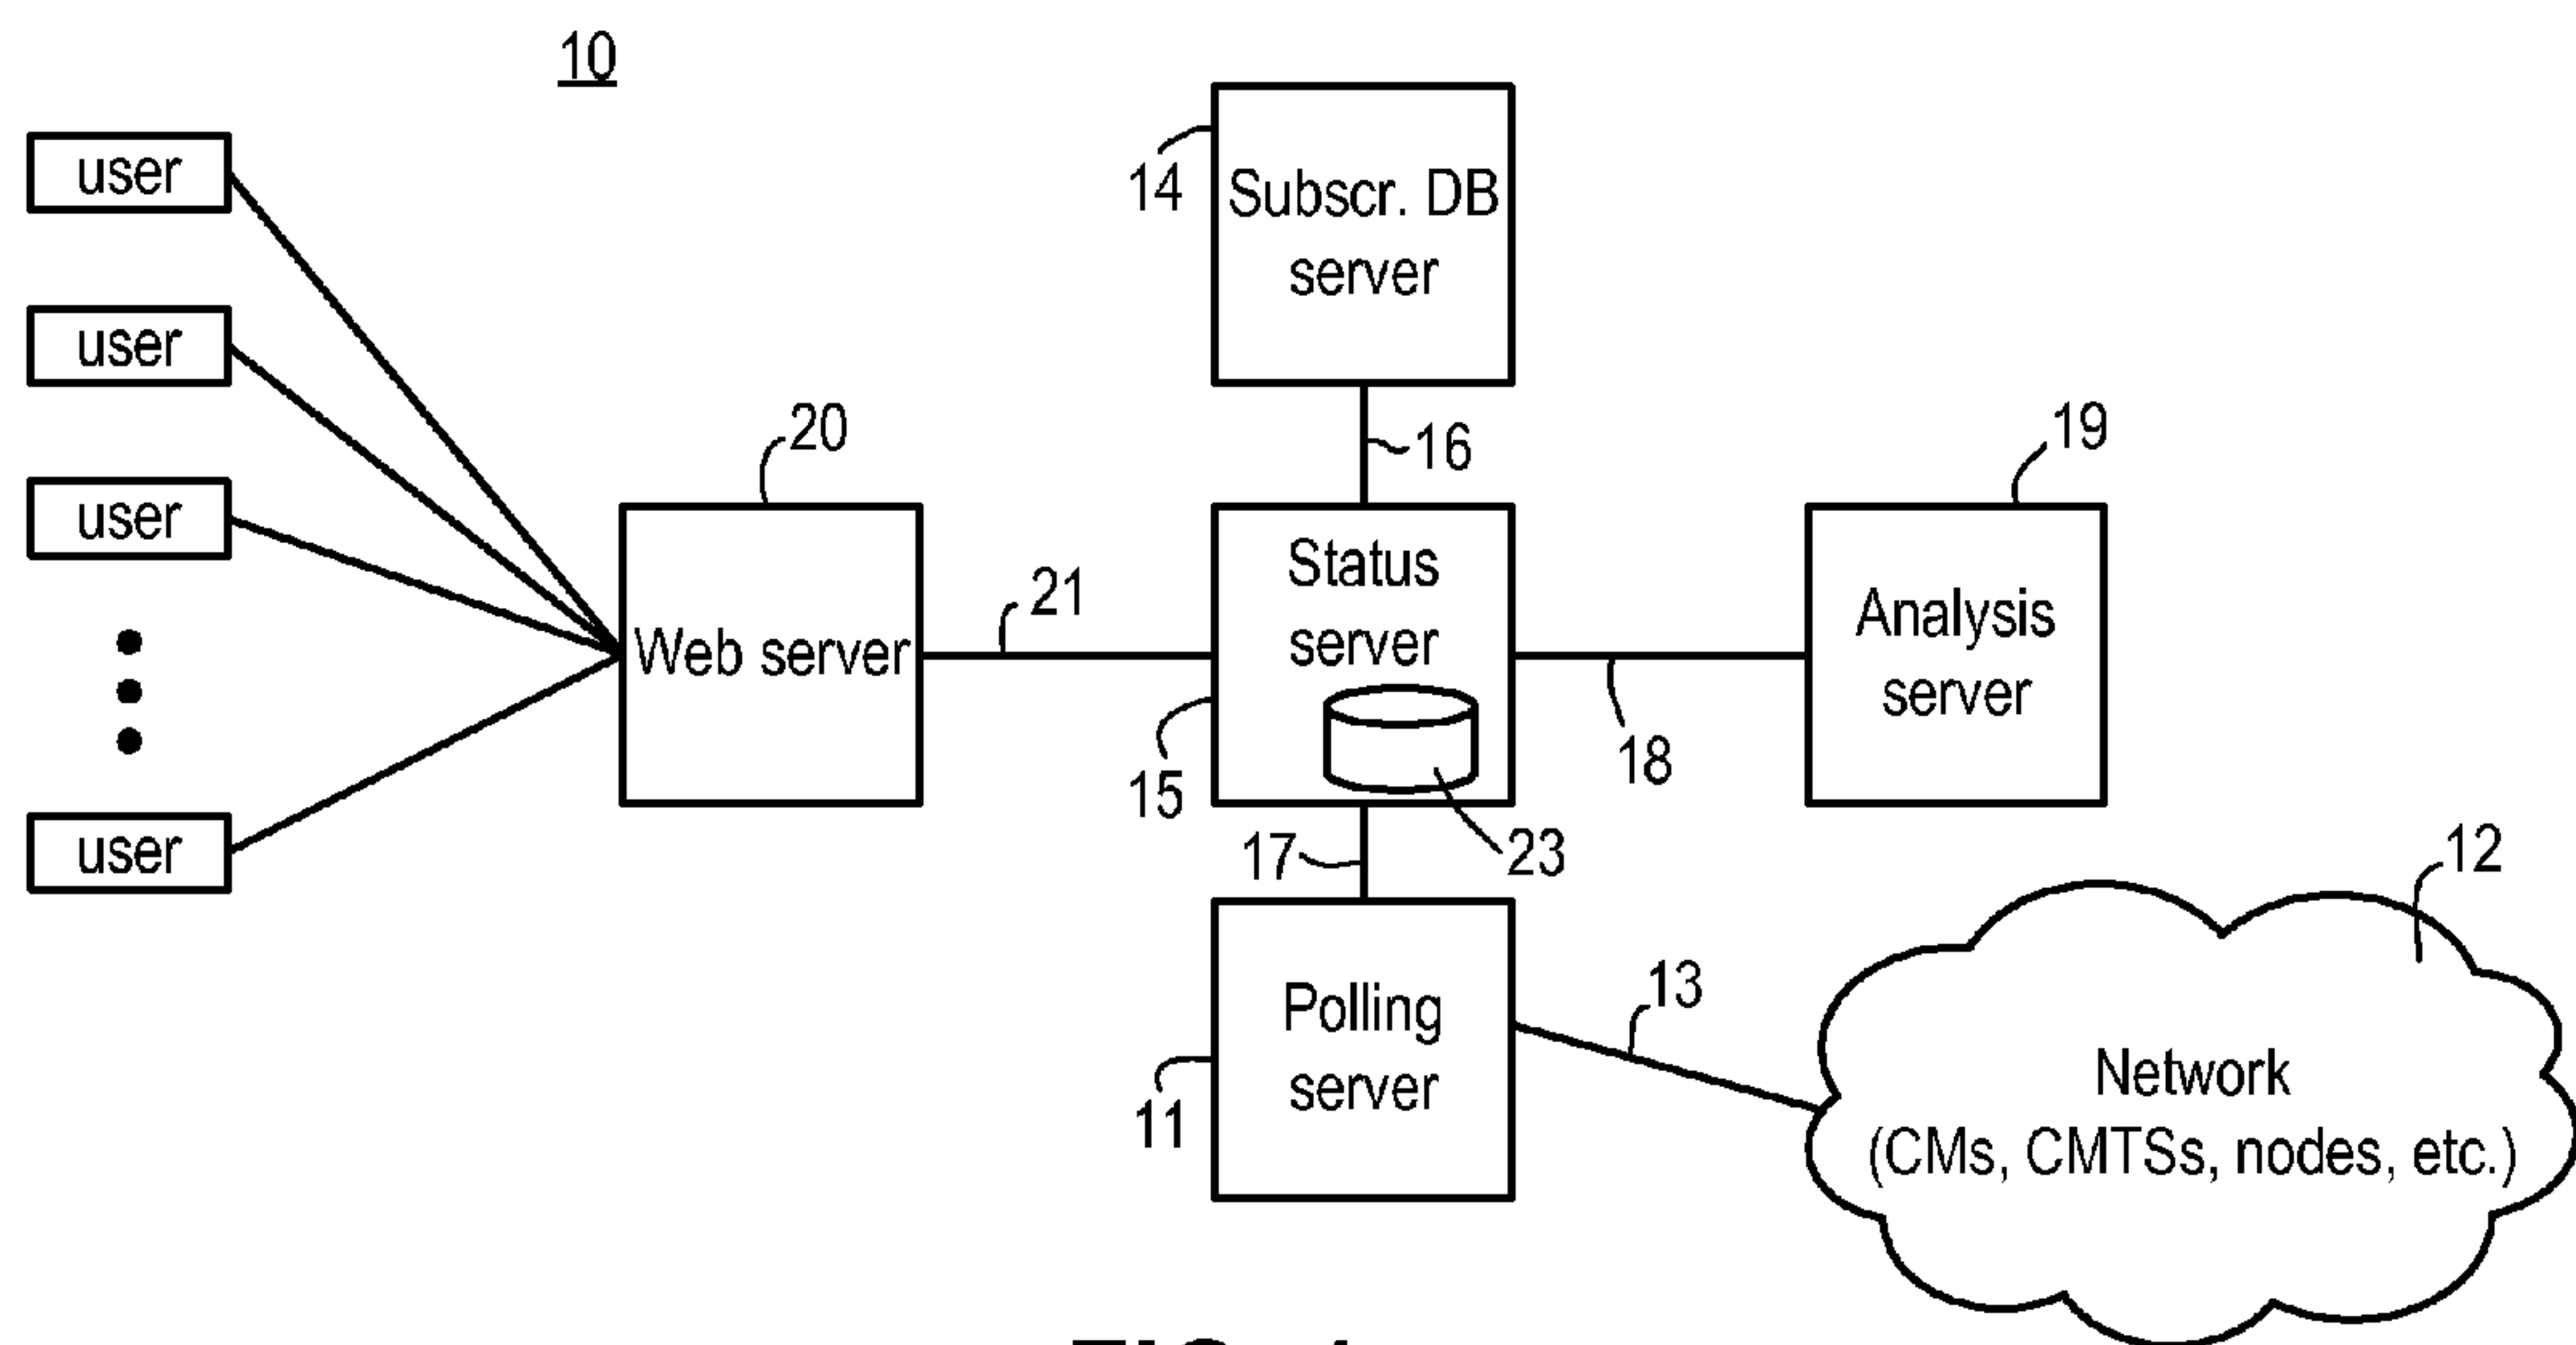 10
user
user
user
user
20
Web server
21
14
Subscr. DB
server
16
Status
server
15
23
17
18
19
Analysis
server
Polling
server
11
13
12
Network
(CMs, CMTSs, nodes, etc.)